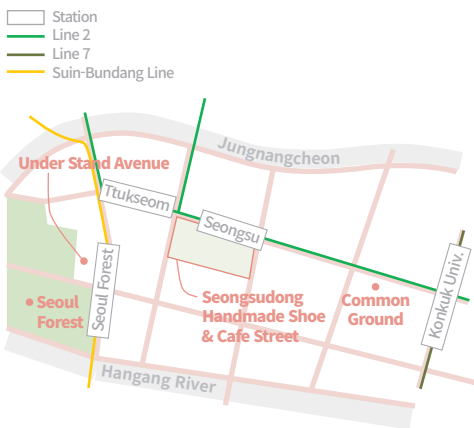 Station
Line 2
Line 7
Suin-Bundang Line
Jungnangcheon
Under Stand Avenue
Ttukseom
Seongsu
Seoul Forest
Konkuk Univ.
Seoul
Forest
Seongsudong
Handmade Shoe
& Cafe Street
Common
Ground
Hangang River